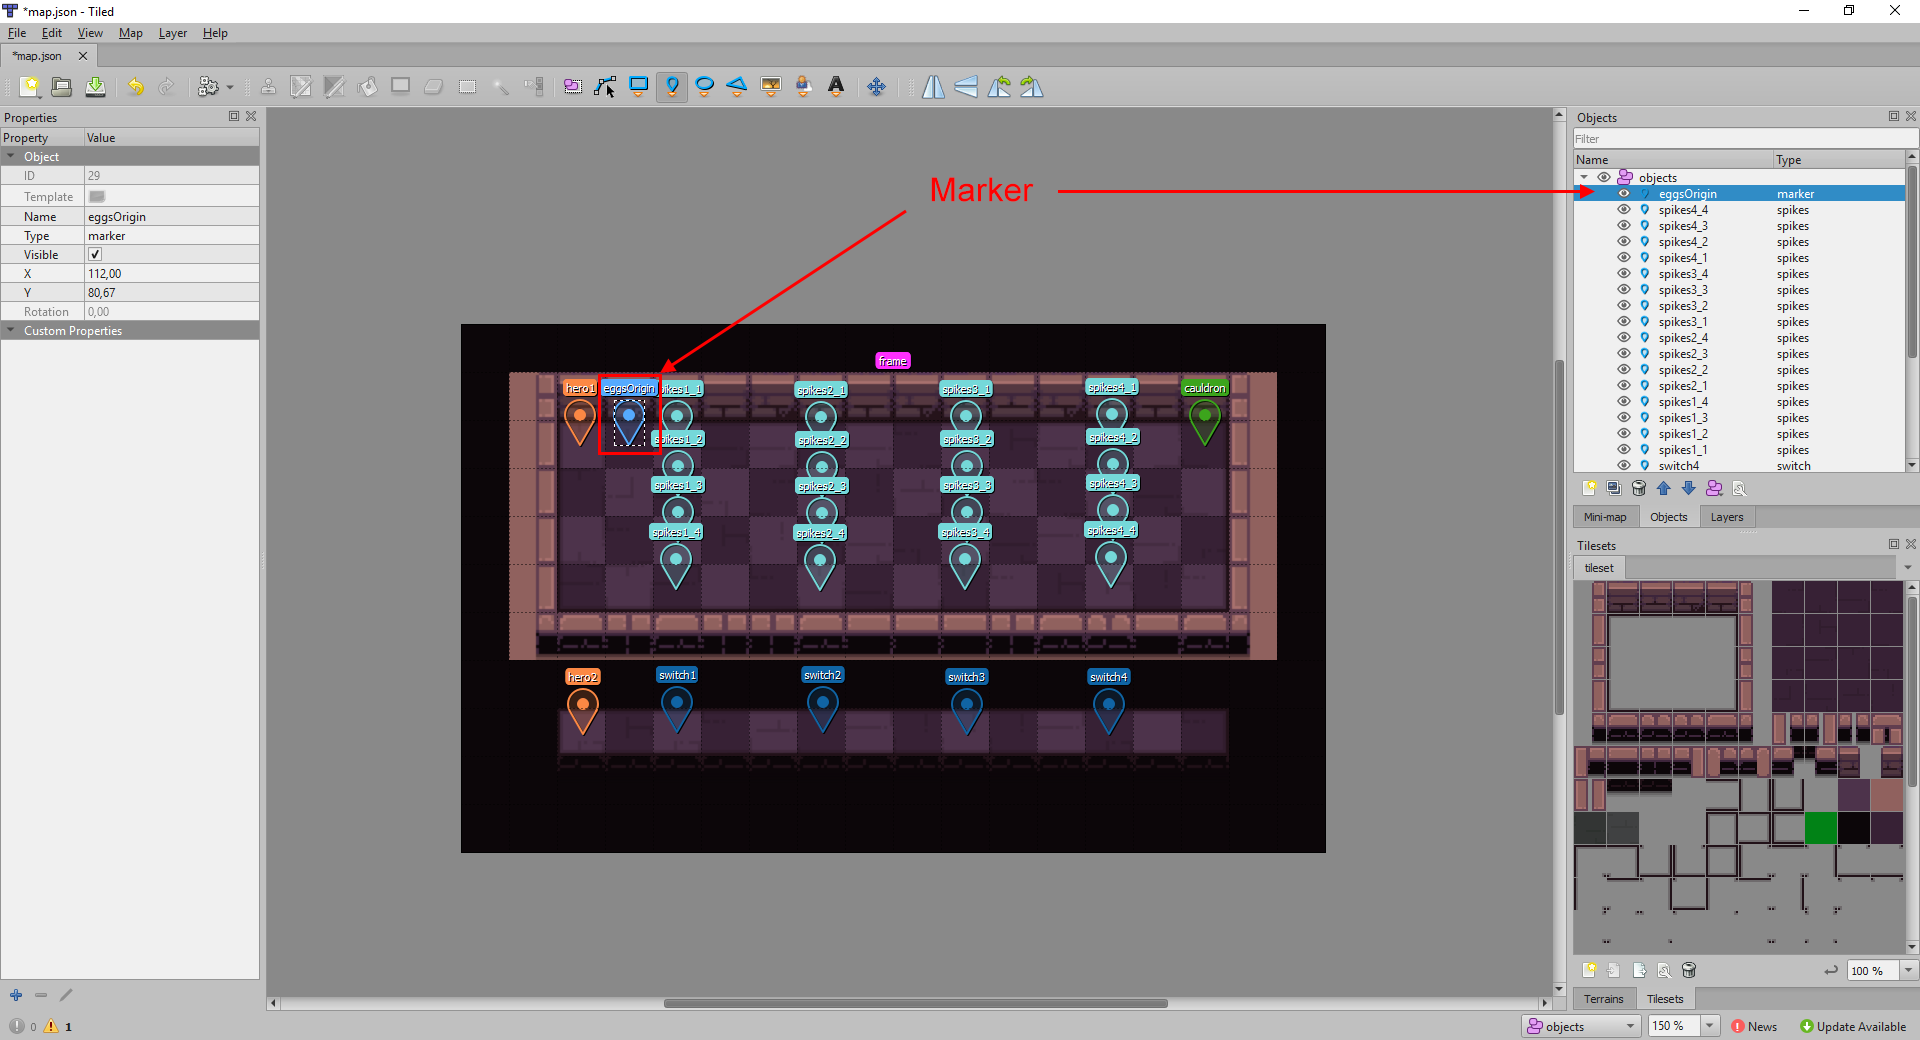 *map.json - Tiled
File Edit View Map Layer Help
*map.json
Properties
Property Value
Object
ID 29
Template
Name eggsOrigin
Type marker
Visible
X 112,00
Y 80,67
Rotation 0,00
Custom Properties
0 1
Marker
frame
hero1 eggsOrigin pikes1_1 spikes2_1 spikes3_1 spikes4_1 cauldron
spikes1_2 spikes2_2 spikes3_2 spikes4_2
spikes1_3 spikes2_3 spikes3_3 spikes4_3
spikes1_4 spikes2_4 spikes3_4 spikes4_4
hero2 switch1 switch2 switch3 switch4
Objects
Filter
Name Type
objects
eggsOrigin marker
spikes4_4 spikes
spikes4_3 spikes
spikes4_2 spikes
spikes4_1 spikes
spikes3_4 spikes
spikes3_3 spikes
spikes3_2 spikes
spikes3_1 spikes
spikes2_4 spikes
spikes2_3 spikes
spikes2_2 spikes
spikes2_1 spikes
spikes1_4 spikes
spikes1_3 spikes
spikes1_2 spikes
spikes1_1 spikes
switch4 switch
Mini-map Objects Layers
Tilesets
tileset
100 %
Terrains Tilesets
objects 150 % News Update Available